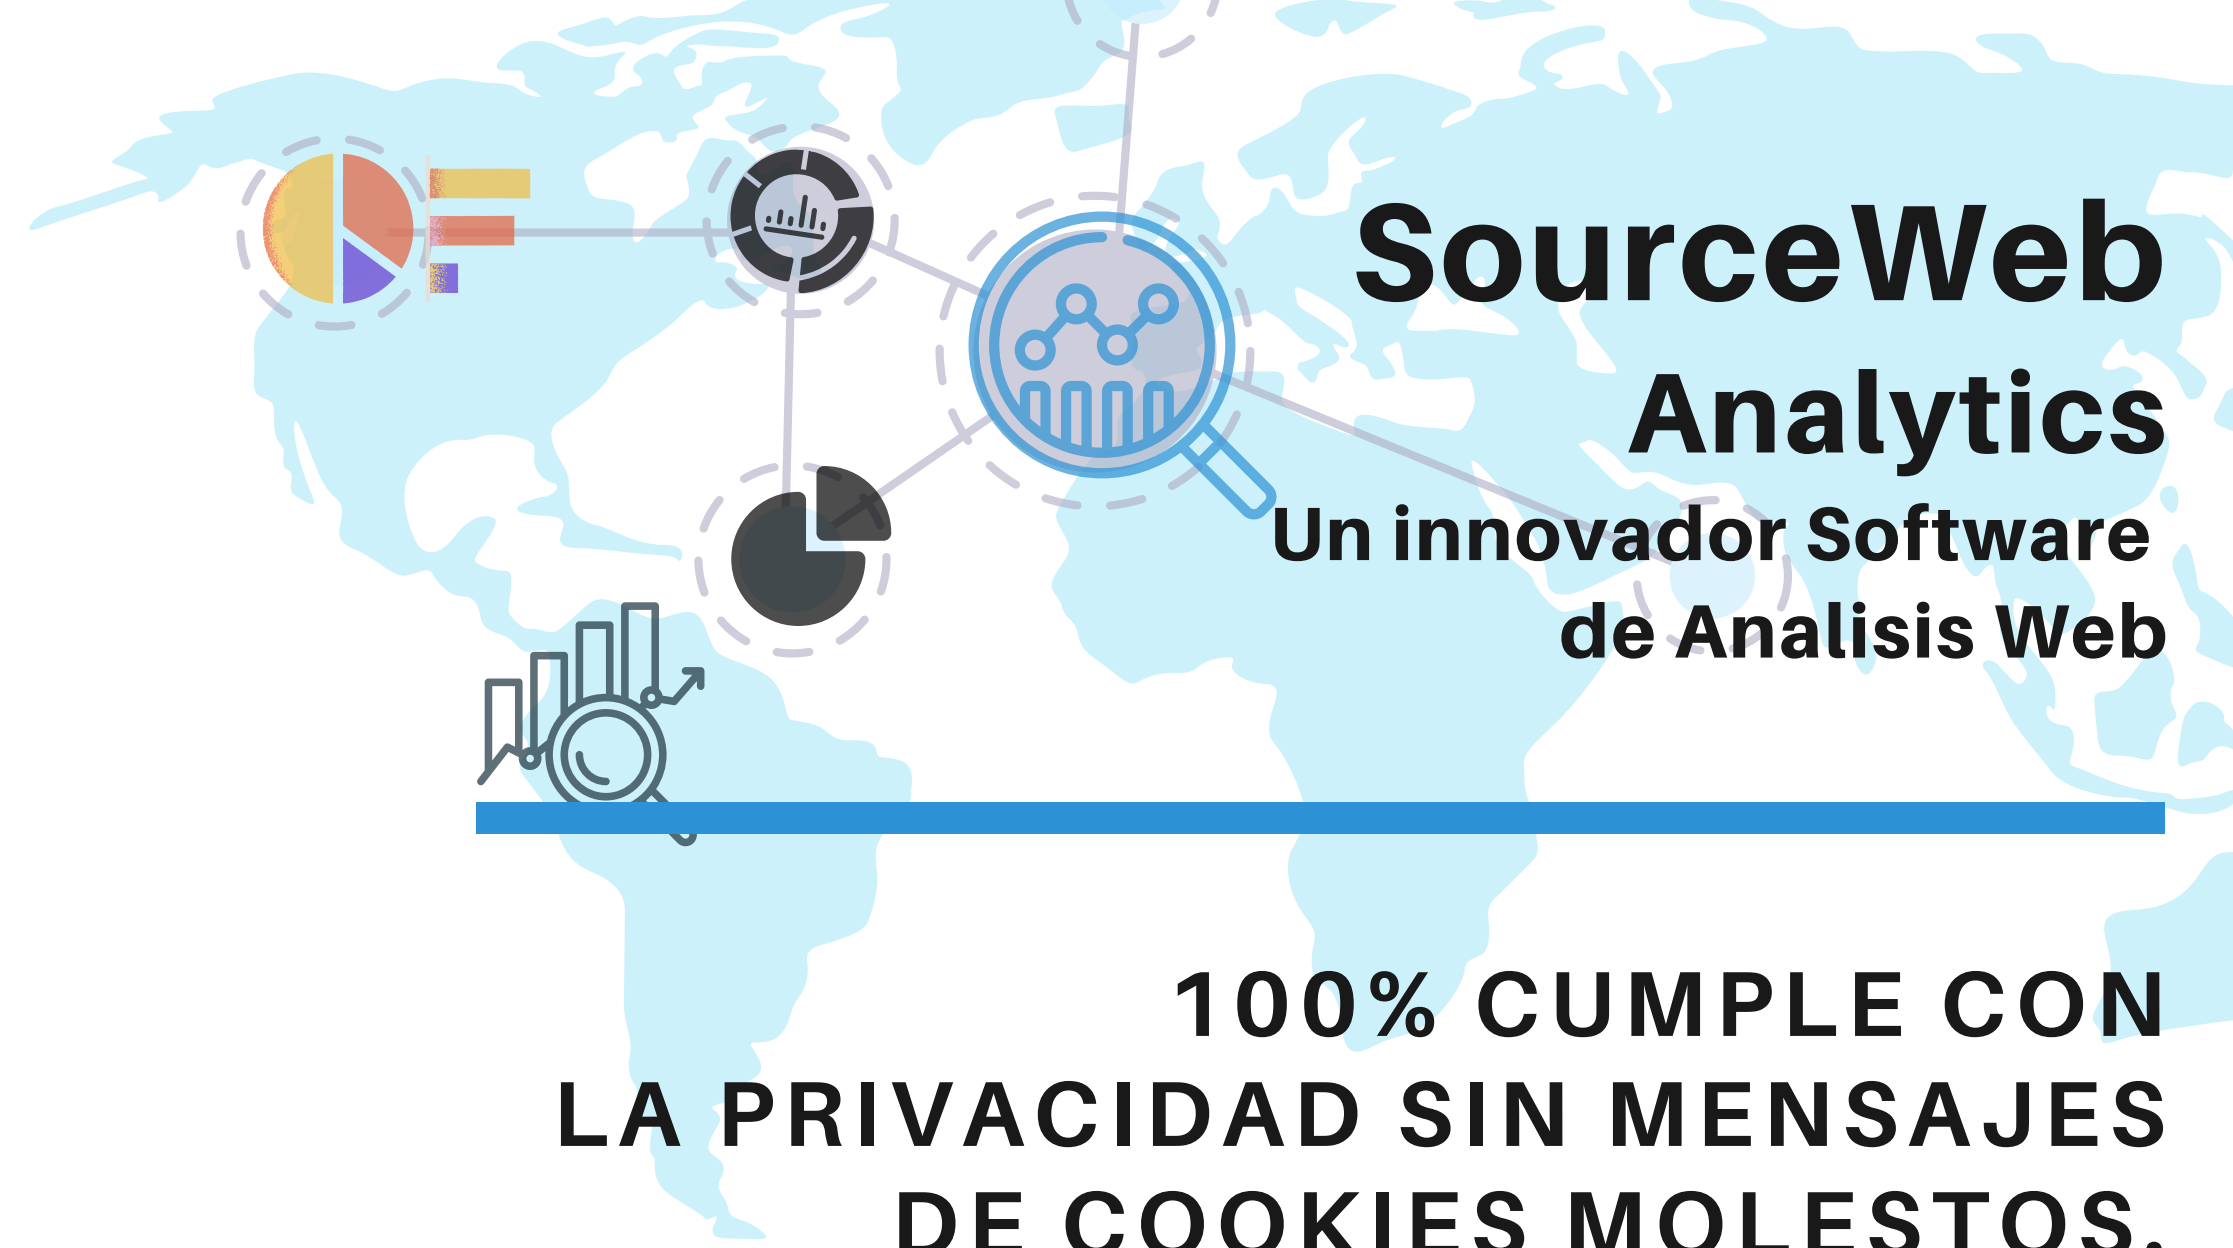 SourceWeb
Analytics
Un innovador Software
de Analisis Web
100% CUMPLE CON
LA PRIVACIDAD SIN MENSAJES
DE COOKIES MOLESTOS.